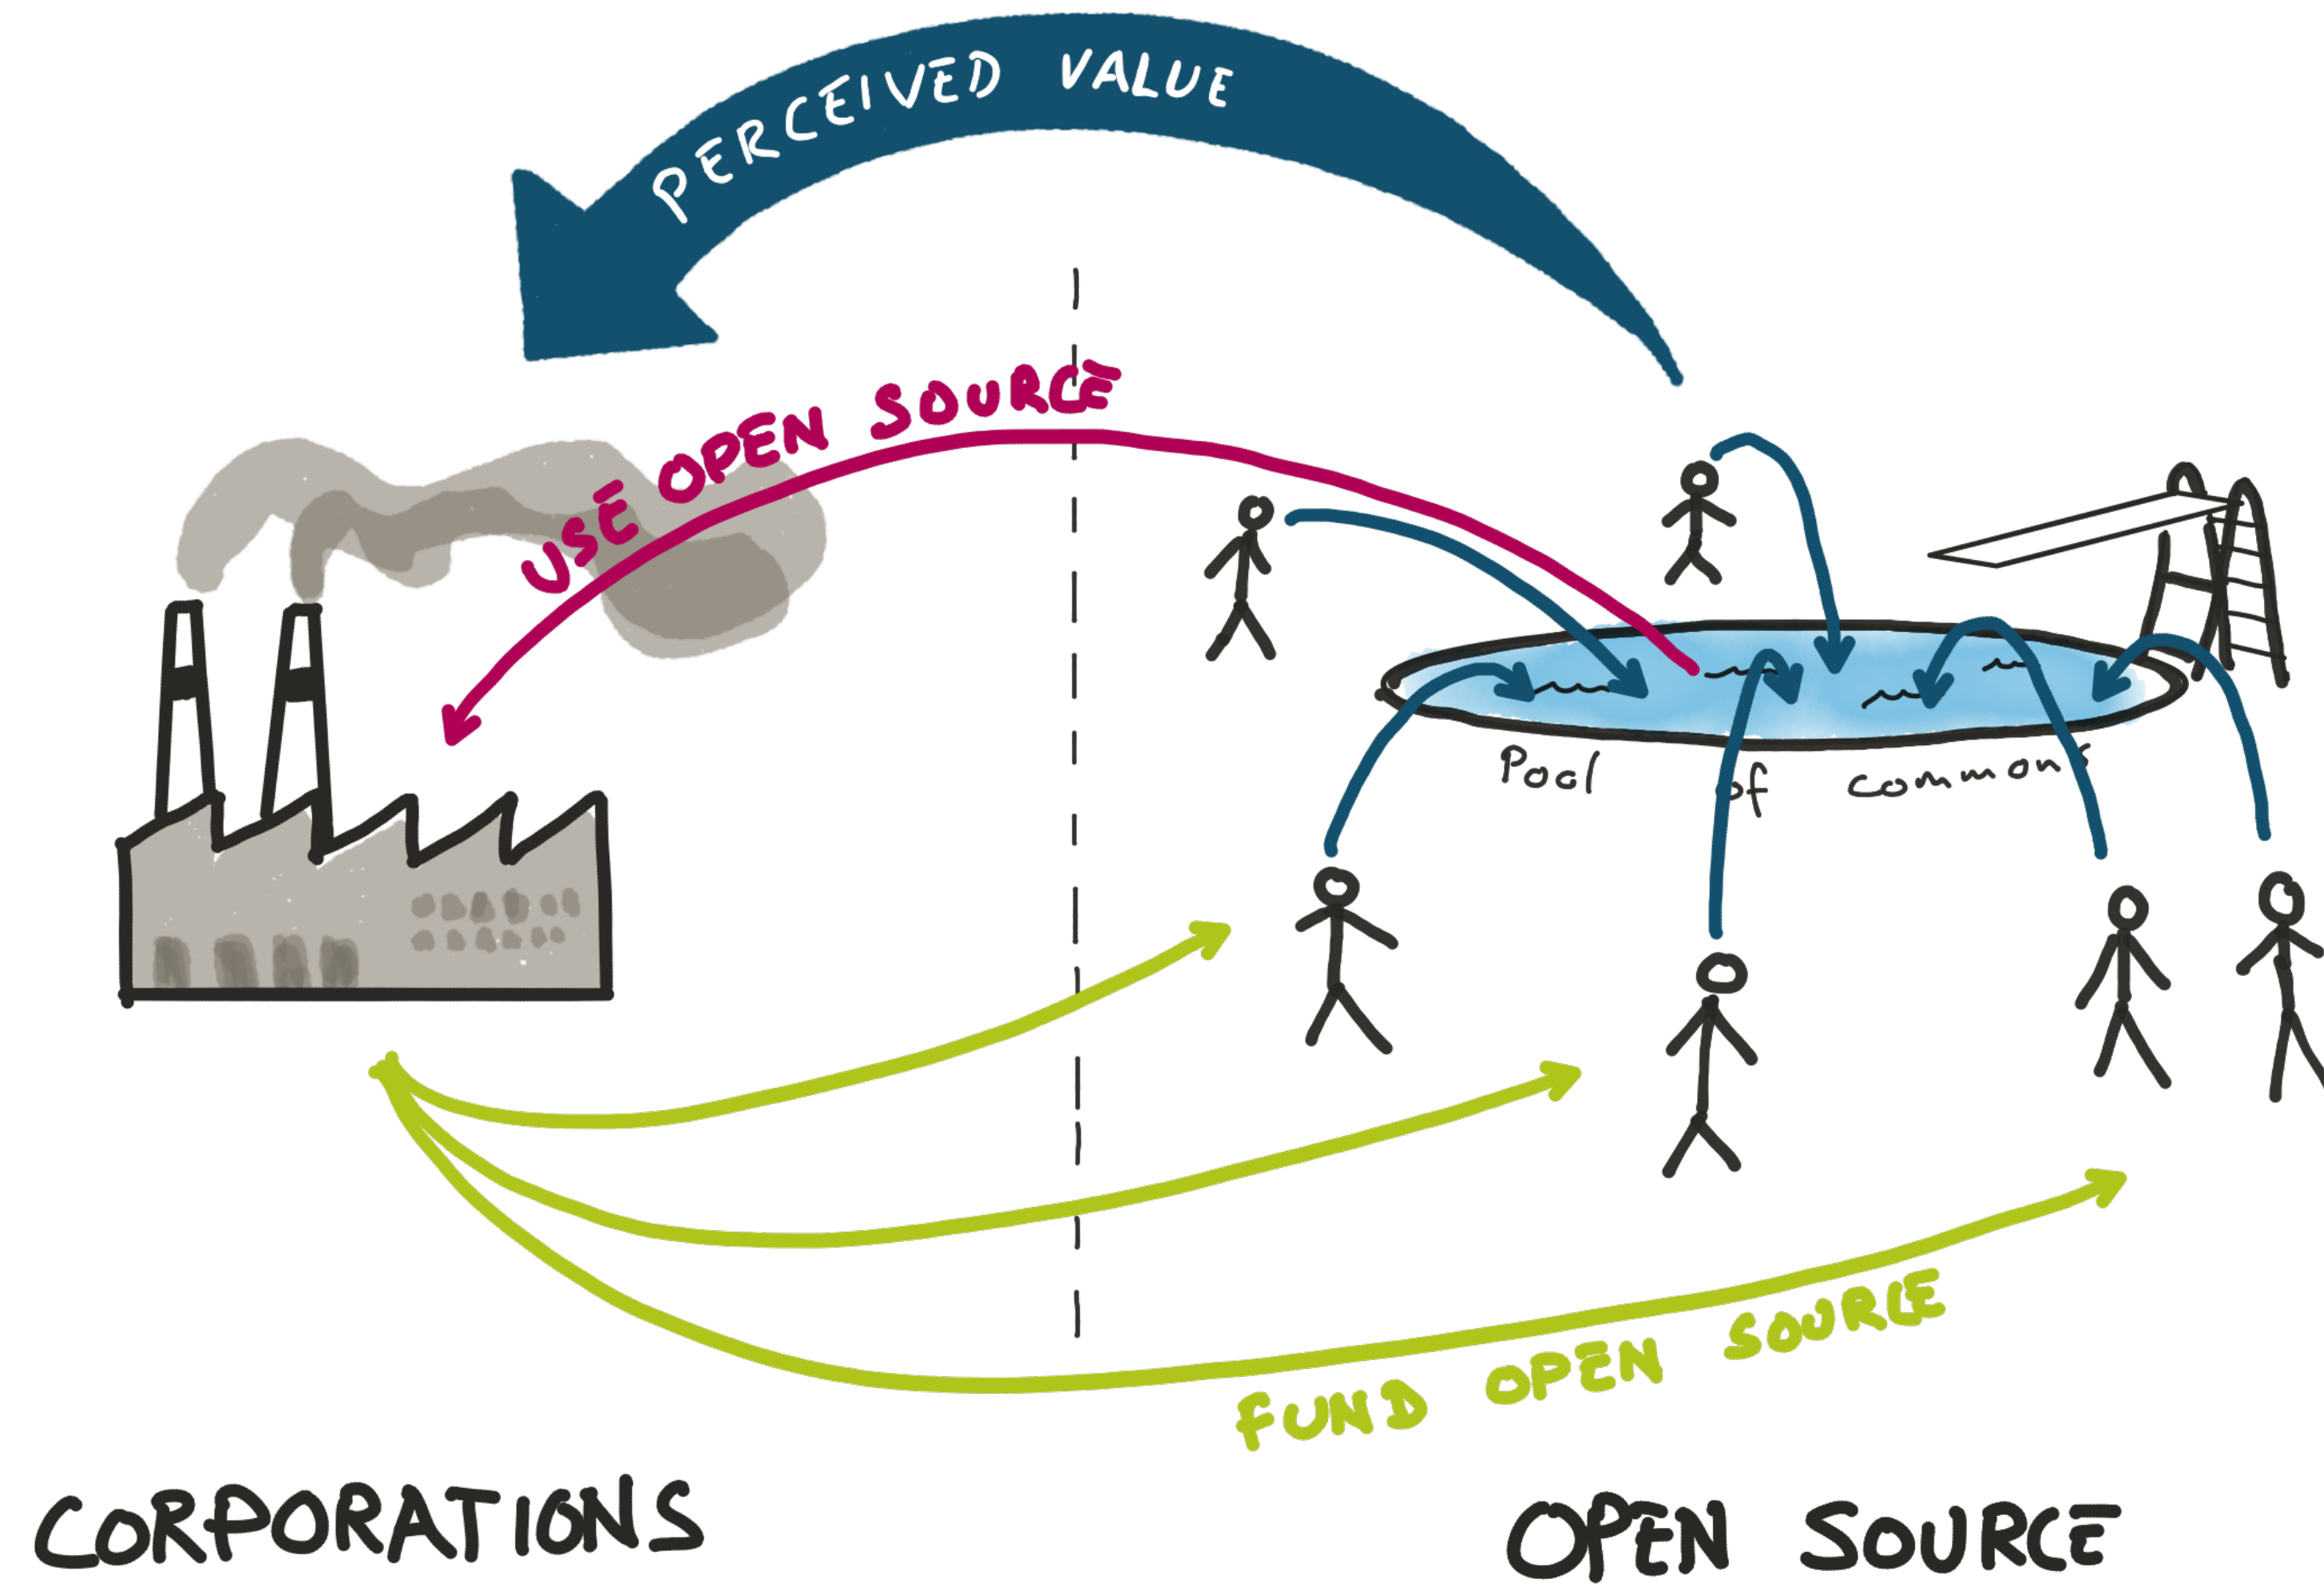 PERCEIVED VALUE
USE OPEN SOURCE
Pool of commons
FUND OPEN SOURCE
CORPORATIONS
OPEN SOURCE